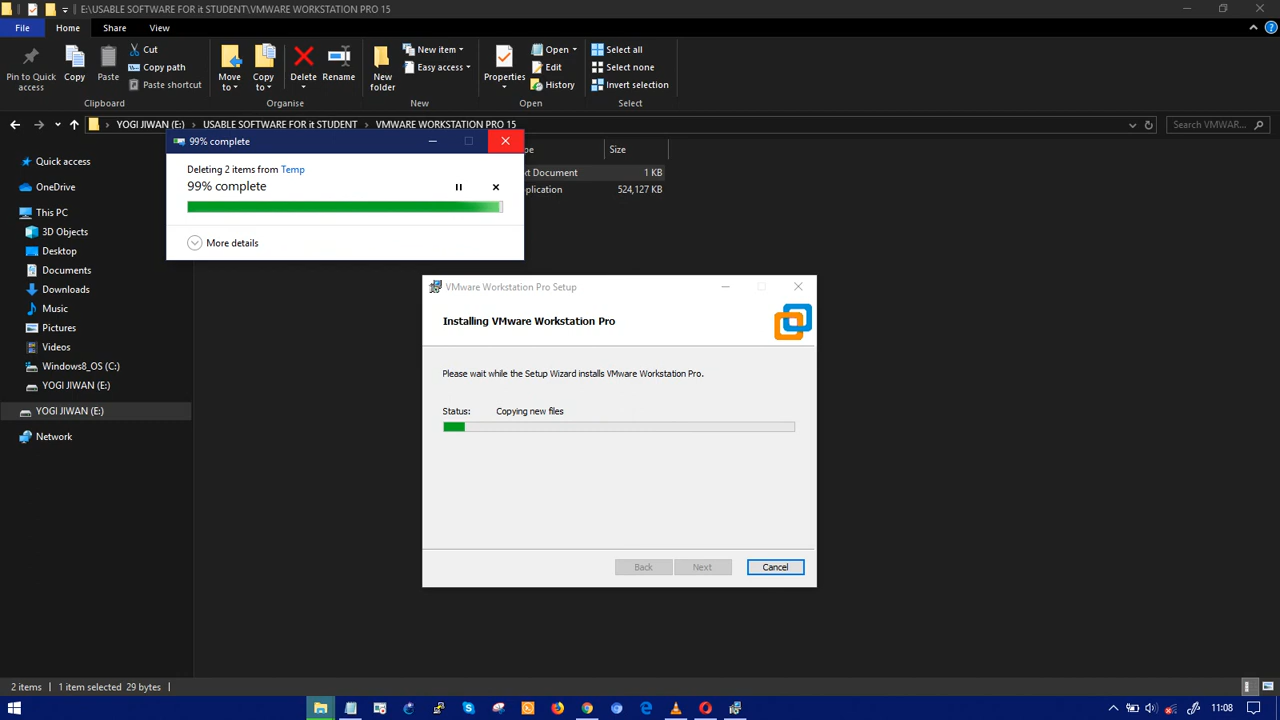 E:\USABLE SOFTWARE FOR it STUDENT\VMWARE WORKSTATION PRO 15
File Home Share View
Pin to Quick access
Copy
Paste
Cut
Copy path
Paste shortcut
Clipboard
Move to
Copy to
Delete
Rename
Organise
New folder
New item
Easy access
New
Properties
Open
Edit
History
Open
Select all
Select none
Invert selection
Select
YOGI JIWAN (E:) USABLE SOFTWARE FOR it STUDENT VMWARE WORKSTATION PRO 15
Search VMWAR...
Size
1 KB
524,127 KB
99% complete
Deleting 2 items from Temp
99% complete
More details
Quick access
OneDrive
This PC
3D Objects
Desktop
Documents
Downloads
Music
Pictures
Videos
Windows8_OS (C:)
YOGI JIWAN (E:)
YOGI JIWAN (E:)
Network
VMware Workstation Pro Setup
Installing VMware Workstation Pro
Please wait while the Setup Wizard installs VMware Workstation Pro.
Status: Copying new files
Back Next Cancel
2 items 1 item selected 29 bytes
11:08